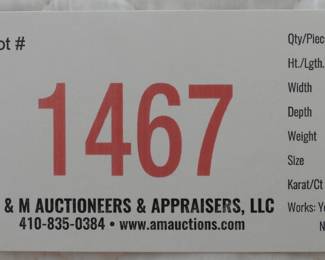 ot #
1467
& M AUCTIONEERS & APPRAISERS, LLC
410-835-0384 • www.amauctions.com
Qty/Piec
Ht./Lgth.
Width
Depth
Weight
Size
Karat/Ct
Works: Ye
N